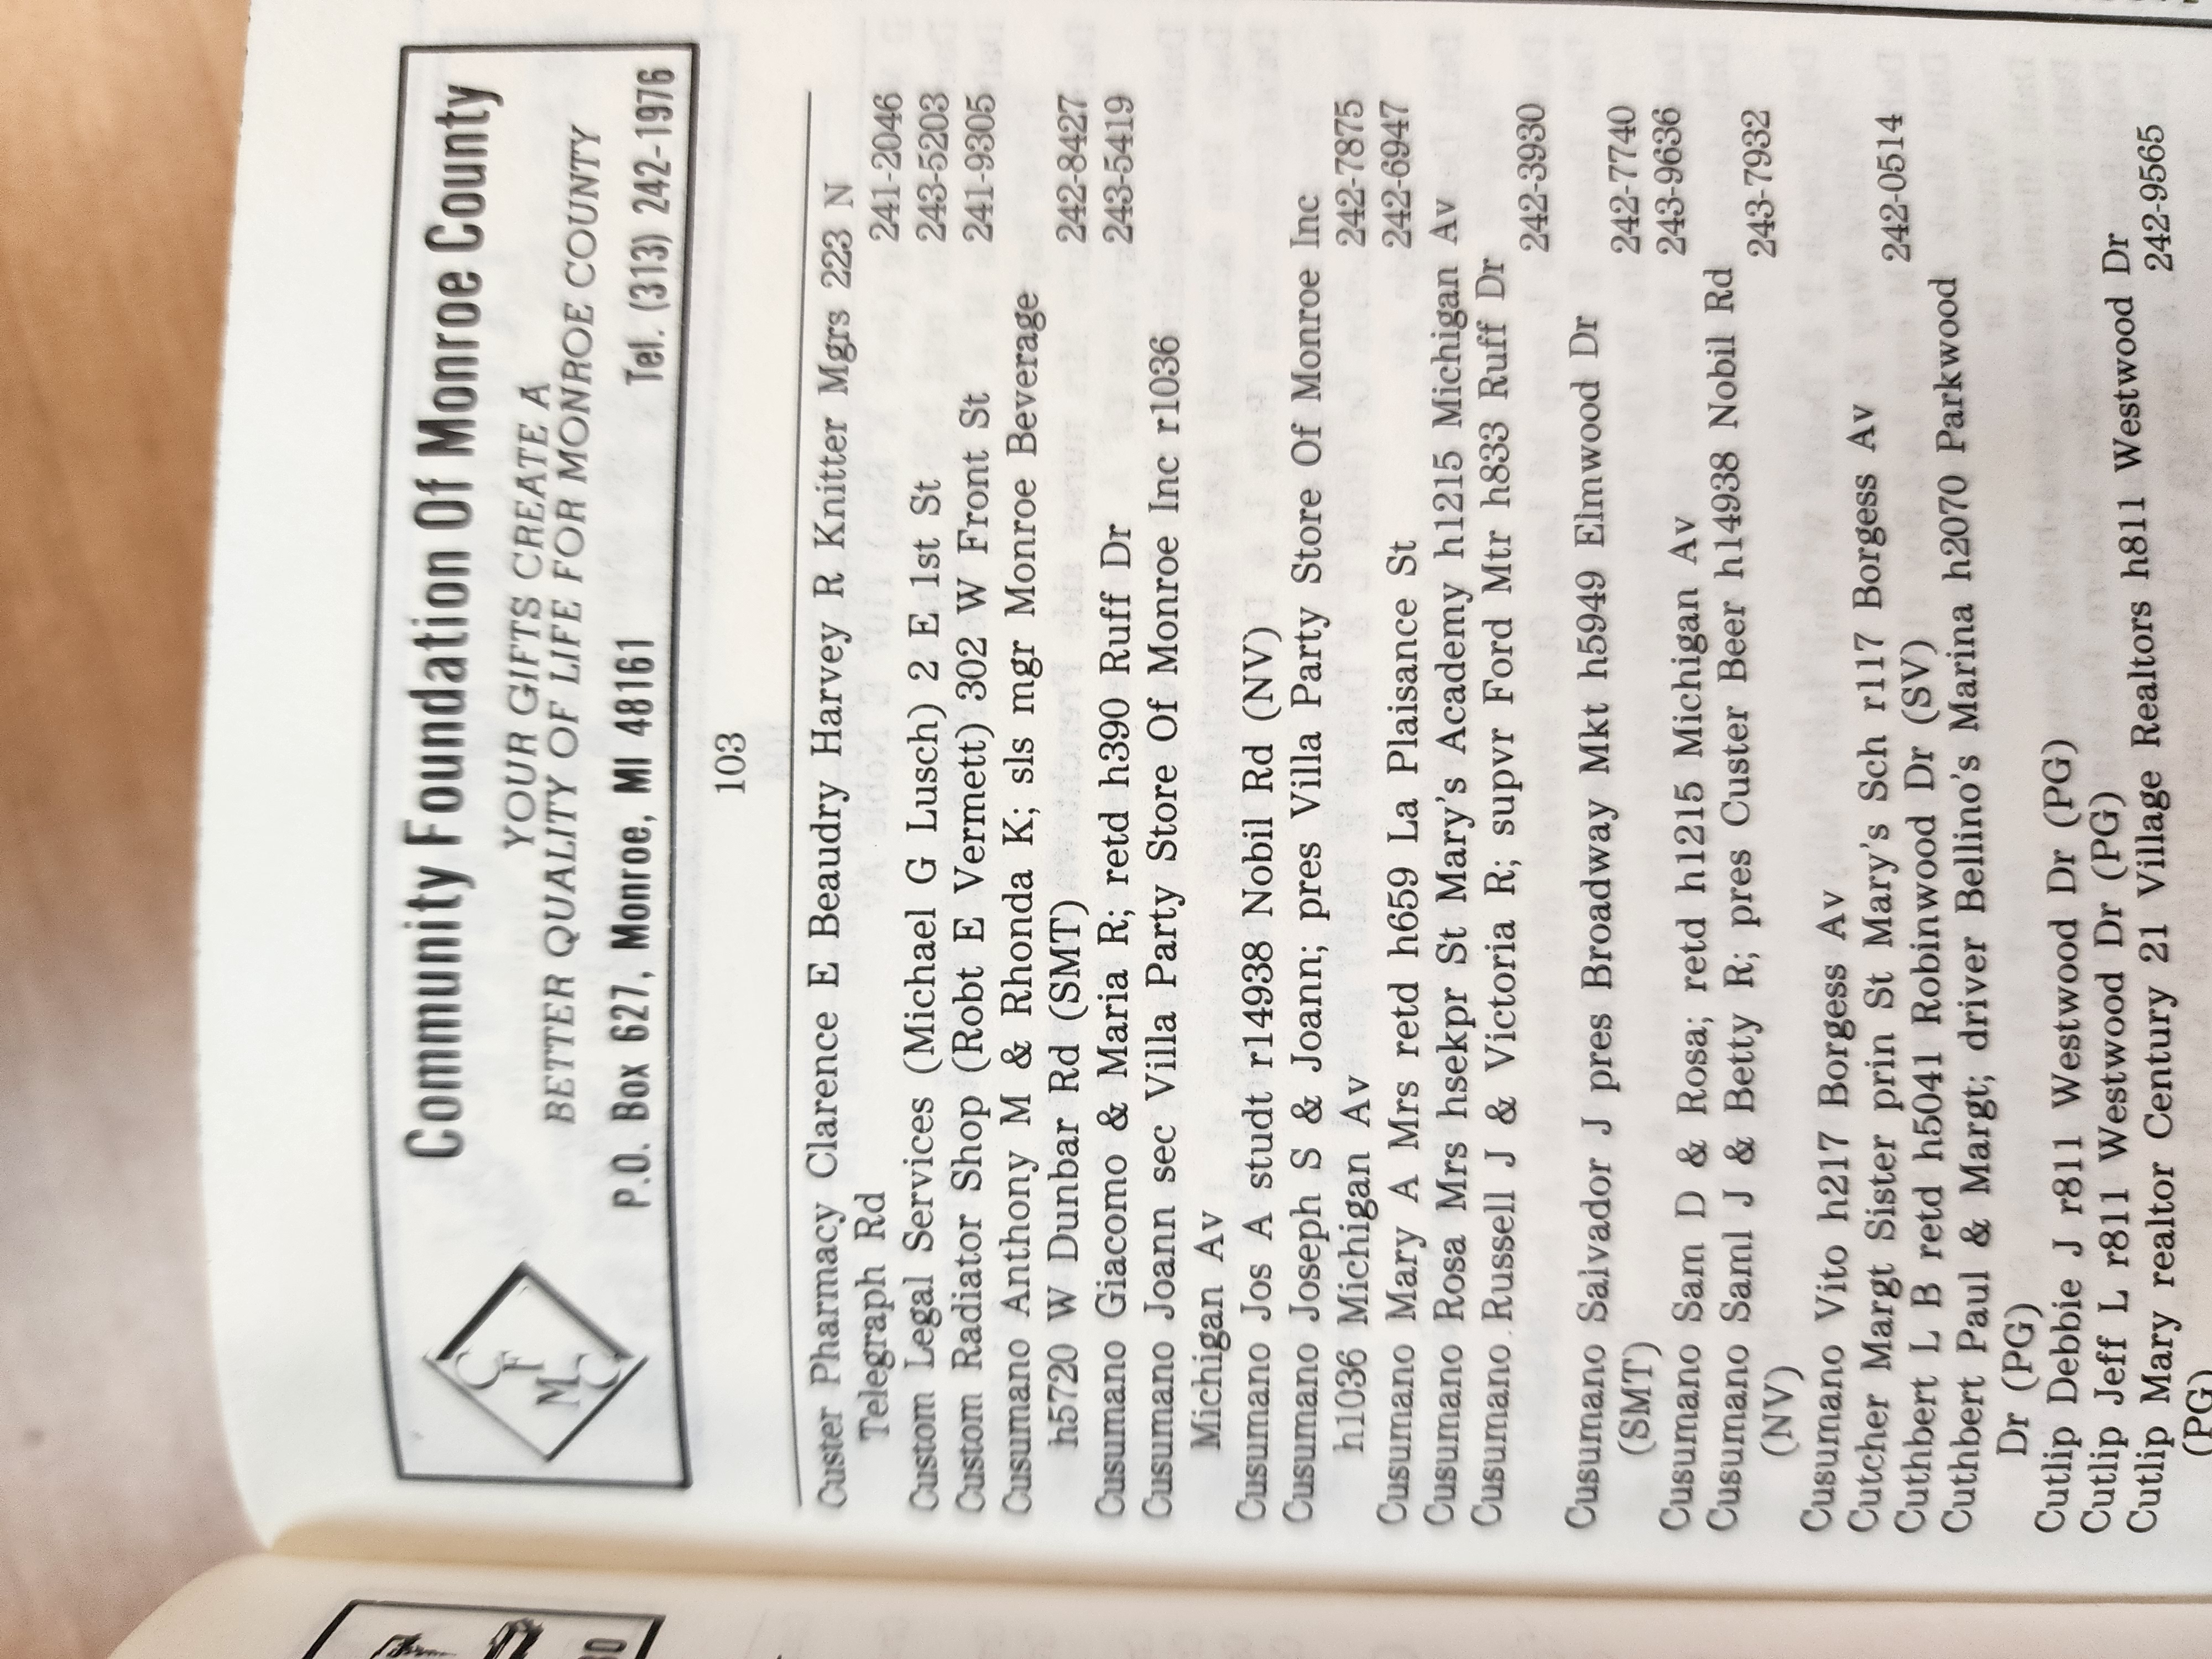 Community Foundation Of Monroe County
YOUR GIFTS CREATE A
BETTER QUALITY OF LIFE FOR MONROE COUNTY
P.O. Box 627, Monroe, MI 48161 Tel. (313) 242-1976
C
F
M
C
103
Custer Pharmacy Clarence E Beaudry Harvey R Knitter Mgrs 223 N
Telegraph Rd 241-2046
Custom Legal Services (Michael G Lusch) 2 E 1st St 243-5203
Custom Radiator Shop (Robt E Vermett) 302 W Front St 241-9305
Cusumano Anthony M & Rhonda K; sls mgr Monroe Beverage
h5720 W Dunbar Rd (SMT) 242-8427
Cusumano Giacomo & Maria R; retd h390 Ruff Dr 243-5419
Cusumano Joann sec Villa Party Store Of Monroe Inc r1036
Michigan Av
Cusumano Jos A studt r14938 Nobil Rd (NV)
Cusumano Joseph S & Joann; pres Villa Party Store Of Monroe Inc
h1036 Michigan Av 242-7875
Cusumano Mary A Mrs retd h659 La Plaisance St 242-6947
Cusumano Rosa Mrs hsekpr St Mary's Academy h1215 Michigan Av
Cusumano Russell J & Victoria R; supvr Ford Mtr h833 Ruff Dr
242-3930
Cusumano Salvador J pres Broadway Mkt h5949 Elmwood Dr
(SMT) 242-7740
Cusumano Sam D & Rosa; retd h1215 Michigan Av 243-9636
Cusumano Saml J & Betty R; pres Custer Beer h14938 Nobil Rd
(NV) 243-7932
Cusumano Vito h217 Borgess Av
Cutcher Margt Sister prin St Mary's Sch r117 Borgess Av
Cuthbert L B retd h5041 Robinwood Dr (SV) 242-0514
Cuthbert Paul & Margt; driver Bellino's Marina h2070 Parkwood
Dr (PG)
Cutlip Debbie J r811 Westwood Dr (PG)
Cutlip Jeff L r811 Westwood Dr (PG)
Cutlip Mary realtor Century 21 Village Realtors h811 Westwood Dr
(PG) 242-9565